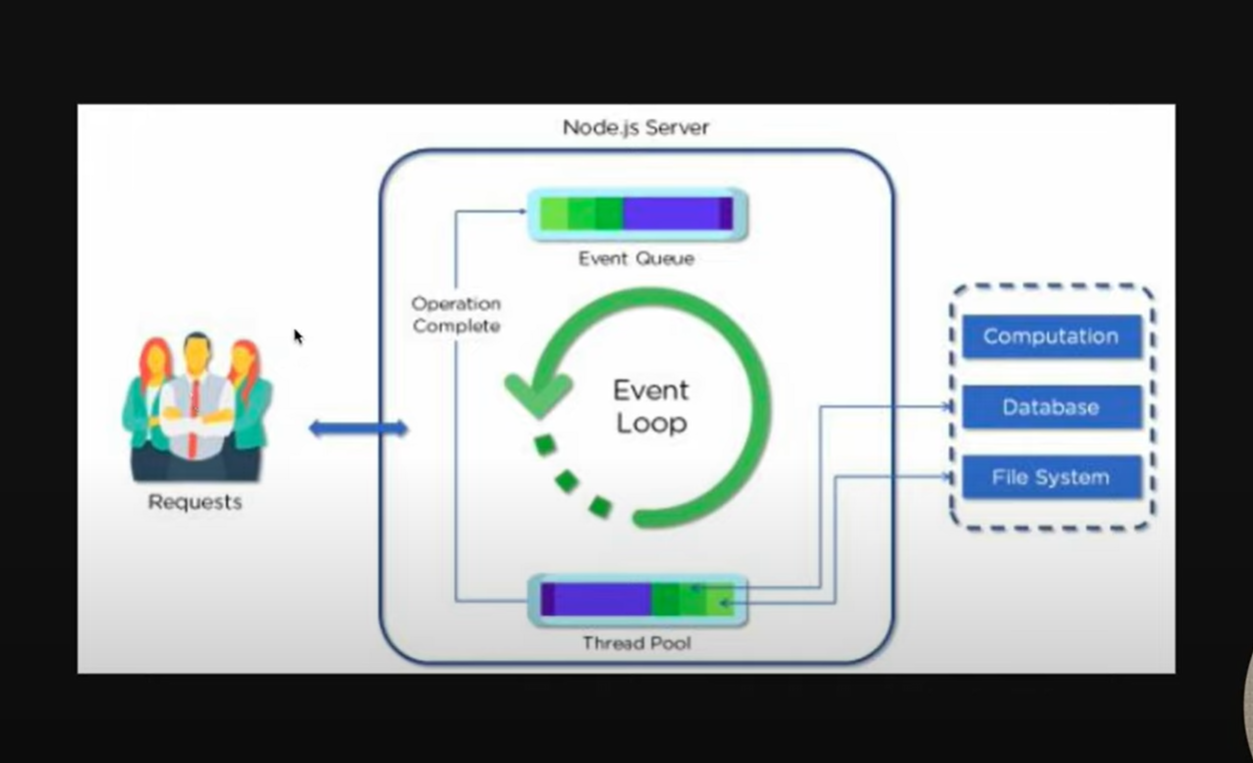 Node.js Server
Event Queue
Operation
Complete
Event
Loop
Requests
Computation
Database
File System
Thread Pool